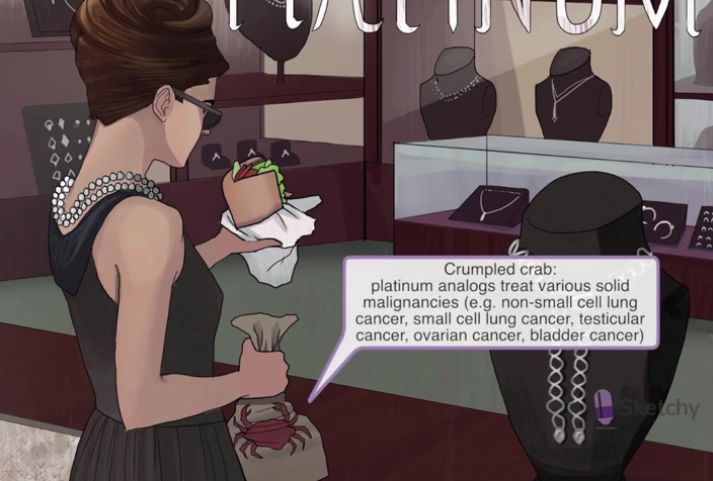 PLATINUM
Crumpled crab:
platinum analogs treat various solid
malignancies (e.g. non-small cell lung
cancer, small cell lung cancer, testicular
cancer, ovarian cancer, bladder cancer)
Sketchy